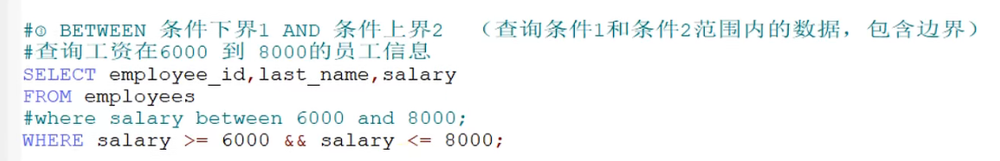 #① BETWEEN 条件下界1 AND 条件上界2 （查询条件1和条件2范围内的数据，包含边界）
#查询工资在6000 到 8000的员工信息
SELECT employee_id,last_name,salary
FROM employees
#where salary between 6000 and 8000;
WHERE salary >= 6000 && salary <= 8000;